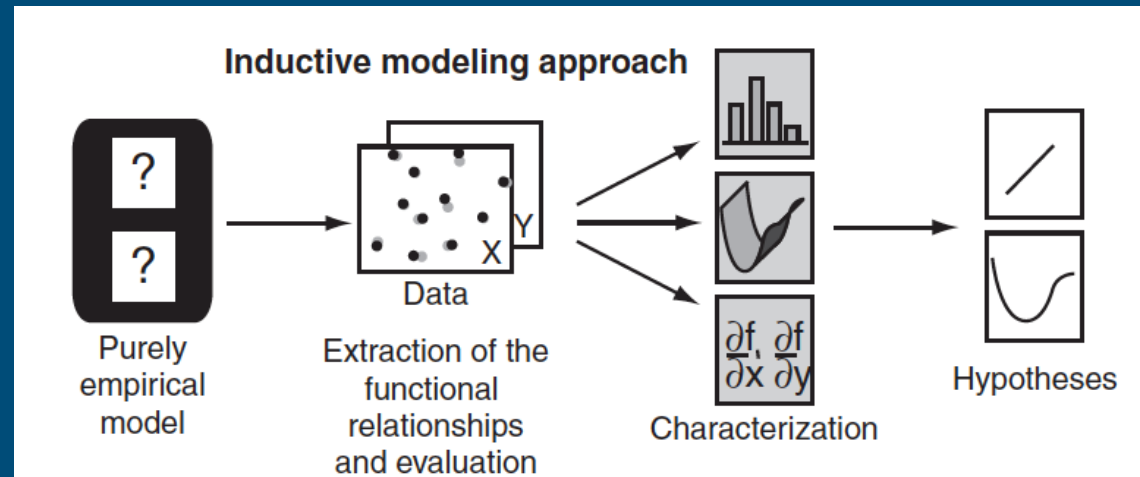 Inductive modeling approach
?
?
Purely
empirical
model
Y
X
Data
Extraction of the
functional
relationships
and evaluation
∂f, ∂f
∂x ∂y
Characterization
Hypotheses